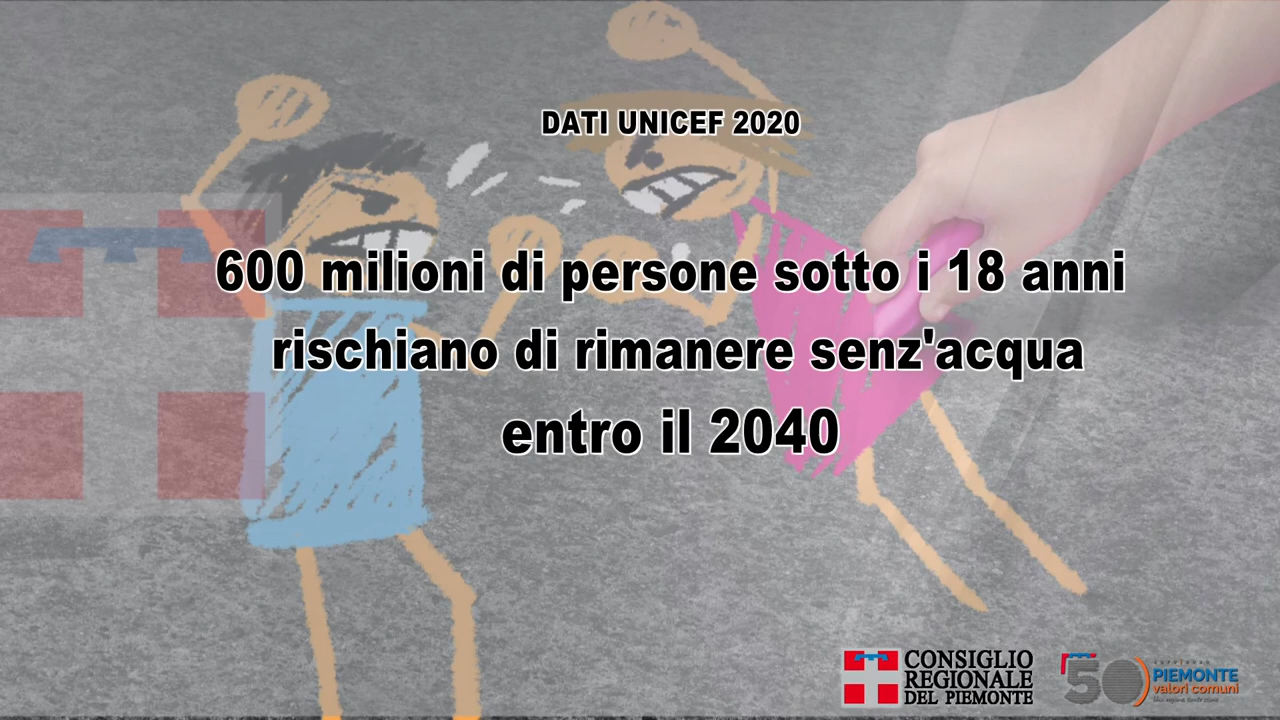 DATI UNICEF 2020
600 milioni di persone sotto i 18 anni
rischiano di rimanere senz'acqua
entro il 2040
CONSIGLIO
REGIONALE
DEL PIEMONTE
50
PIEMONTE
valori comuni